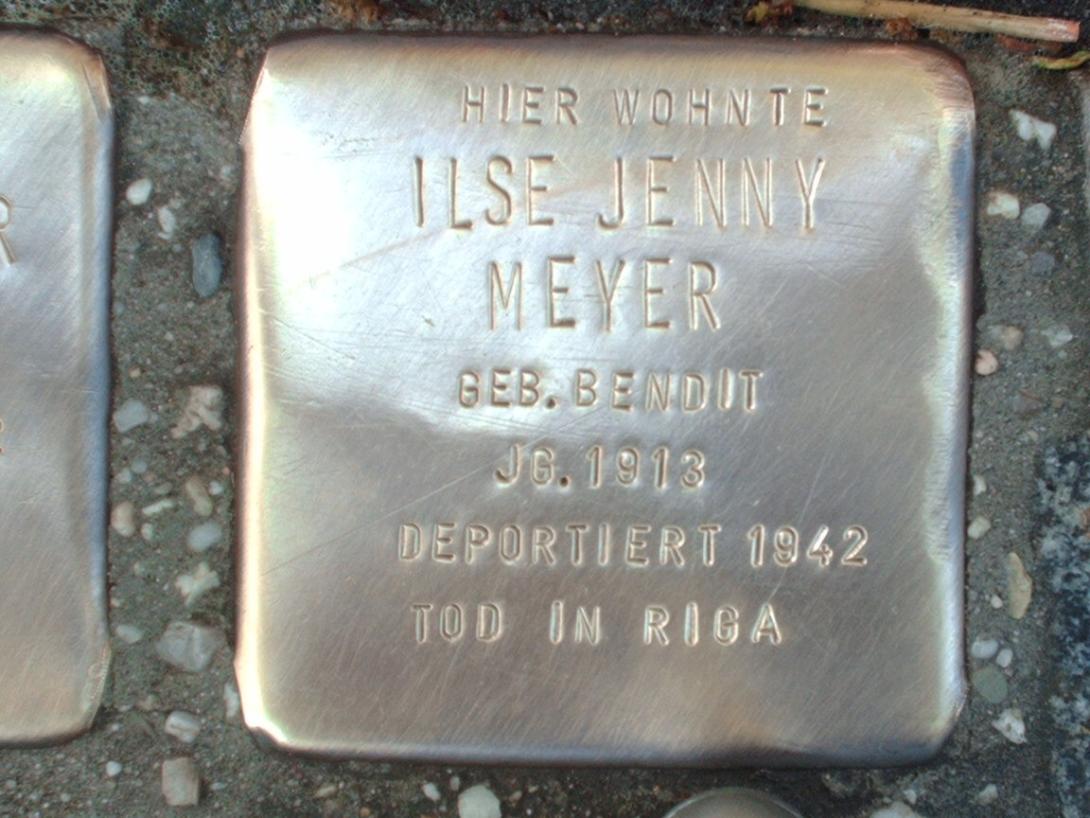 HIER WOHNTE
ILSE JENNY
MEYER
GEB. BENDIT
JG. 1913
DEPORTIERT 1942
TOD IN RIGA